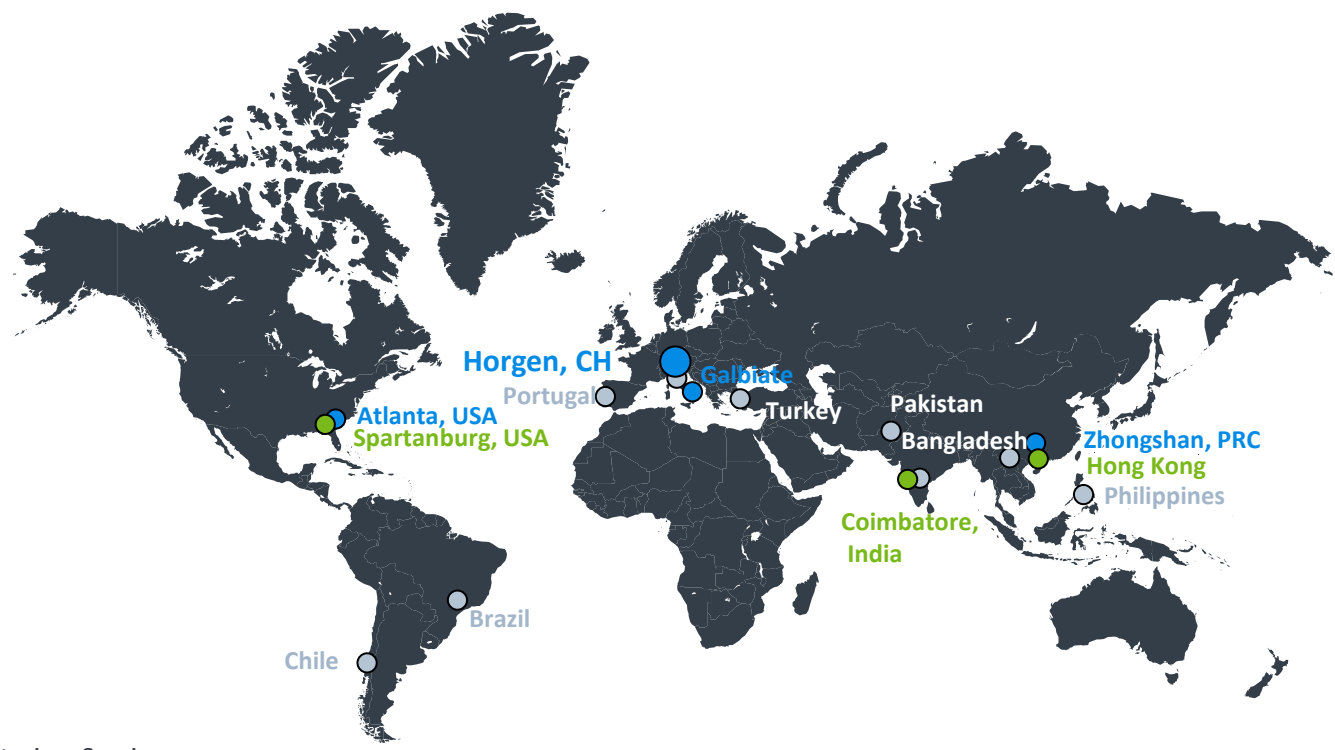 Horgen, CH
Galbiate
Portugal
Turkey
Pakistan
Atlanta, USA
Spartanburg, USA
Bangladesh
Zhongshan, PRC
Hong Kong
Philippines
Coimbatore,
India
Brazil
Chile